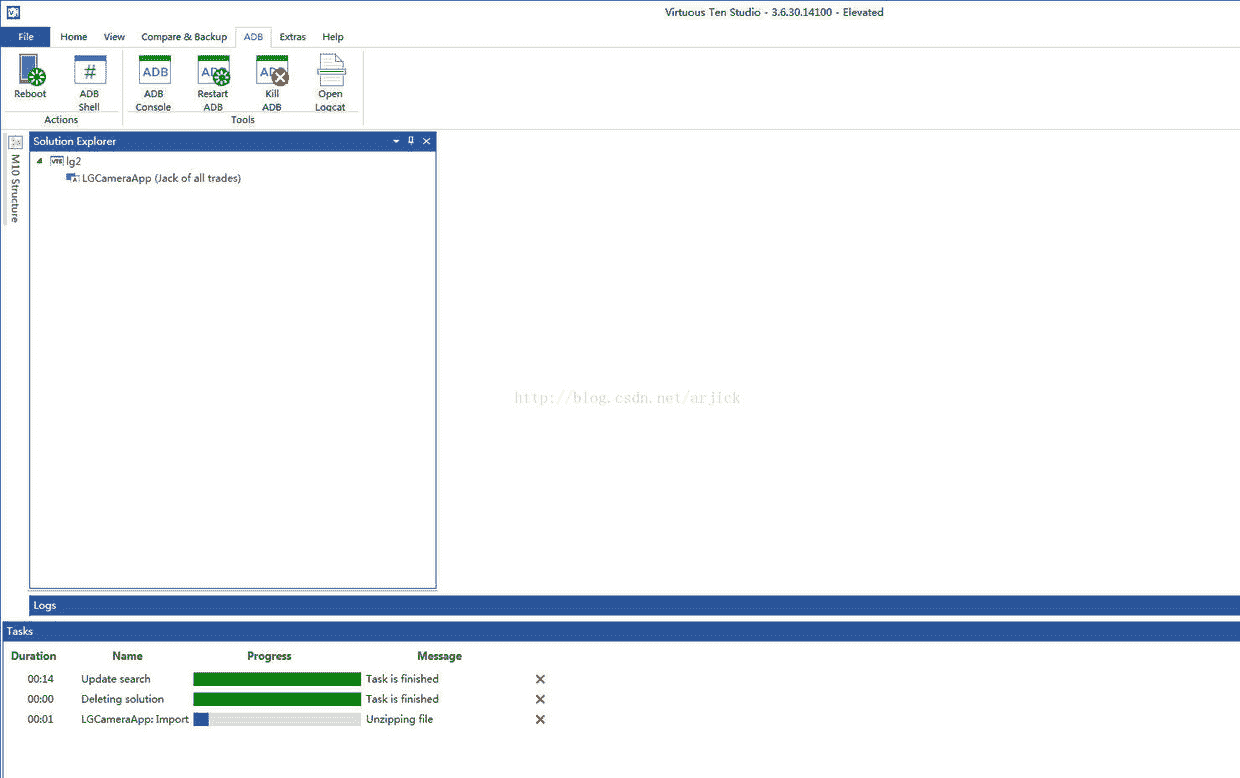 Virtuous Ten Studio - 3.6.30.14100 - Elevated
File Home View Compare & Backup ADB Extras Help
# ADB ADB ADB
Reboot ADB Shell ADB Console Restart ADB Kill ADB Open Logcat
Actions Tools
M10 Structure
Solution Explorer
VTS lg2
LGCameraApp (Jack of all trades)
http://blog.csdn.net/arjick
Logs
Tasks
Duration Name Progress Message
00:14 Update search Task is finished
00:00 Deleting solution Task is finished
00:01 LGCameraApp: Import Unzipping file